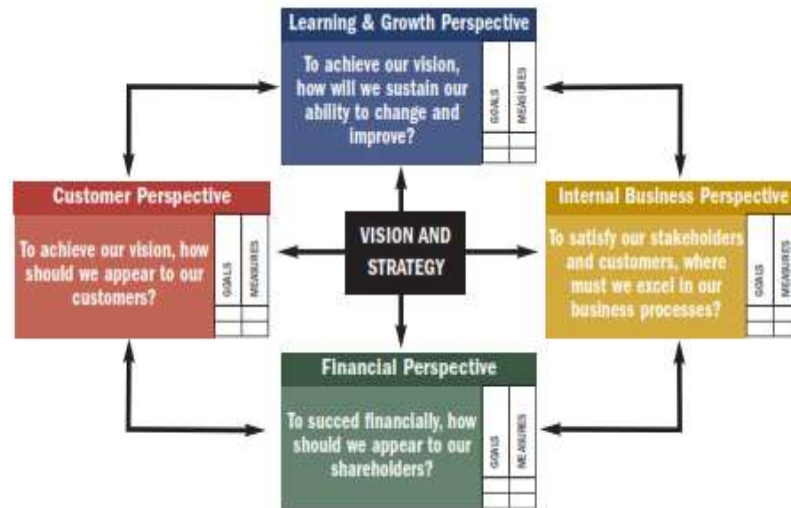 Learning & Growth Perspective
To achieve our vision,
how will we sustain our
ability to change and
improve?
GOALS
MEASURES
Customer Perspective
To achieve our vision, how
should we appear to our
customers?
GOALS
MEASURES
VISION AND
STRATEGY
Internal Business Perspective
To satisfy our stakeholders
and customers, where
must we excel in our
business processes?
GOALS
MEASURES
Financial Perspective
To succed financially, how
should we appear to our
shareholders?
GOALS
MEASURES